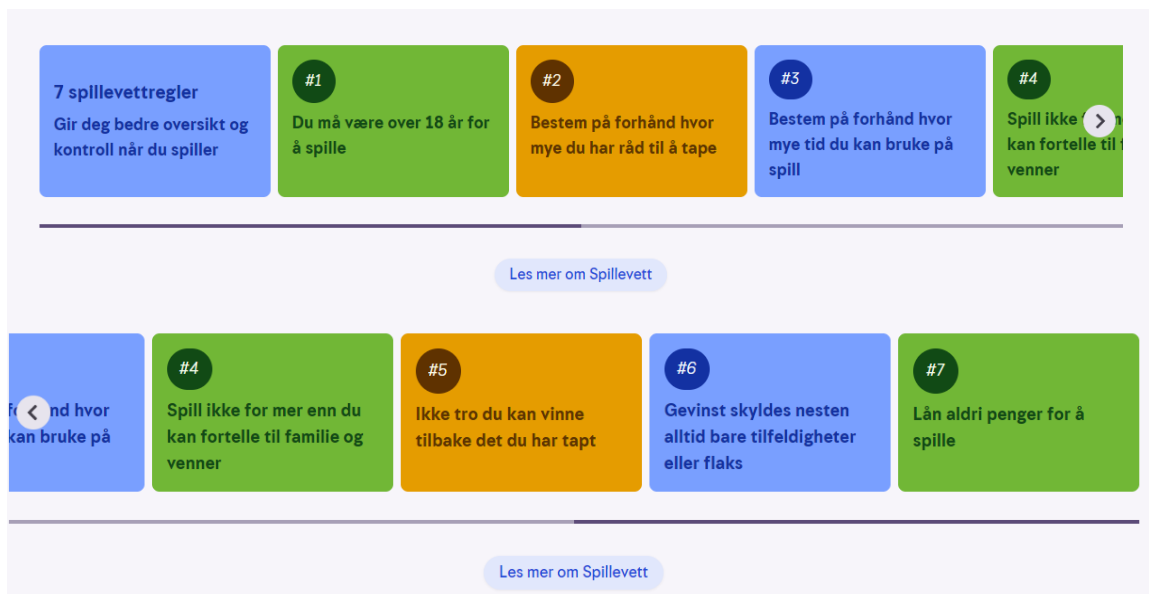 7 spillevettregler
Gir deg bedre oversikt og
kontroll når du spiller
#1
Du må være over 18 år for
å spille
#2
Bestem på forhånd hvor
mye du har råd til å tape
#3
Bestem på forhånd hvor
mye tid du kan bruke på
spill
#4
Spill ikke
kan fortelle til
venner
Les mer om Spillevett
nd hvor
kan bruke på
#4
Spill ikke for mer enn du
kan fortelle til familie og
venner
#5
Ikke tro du kan vinne
tilbake det du har tapt
#6
Gevinst skyldes nesten
alltid bare tilfeldigheter
eller flaks
#7
Lån aldri penger for å
spille
Les mer om Spillevett